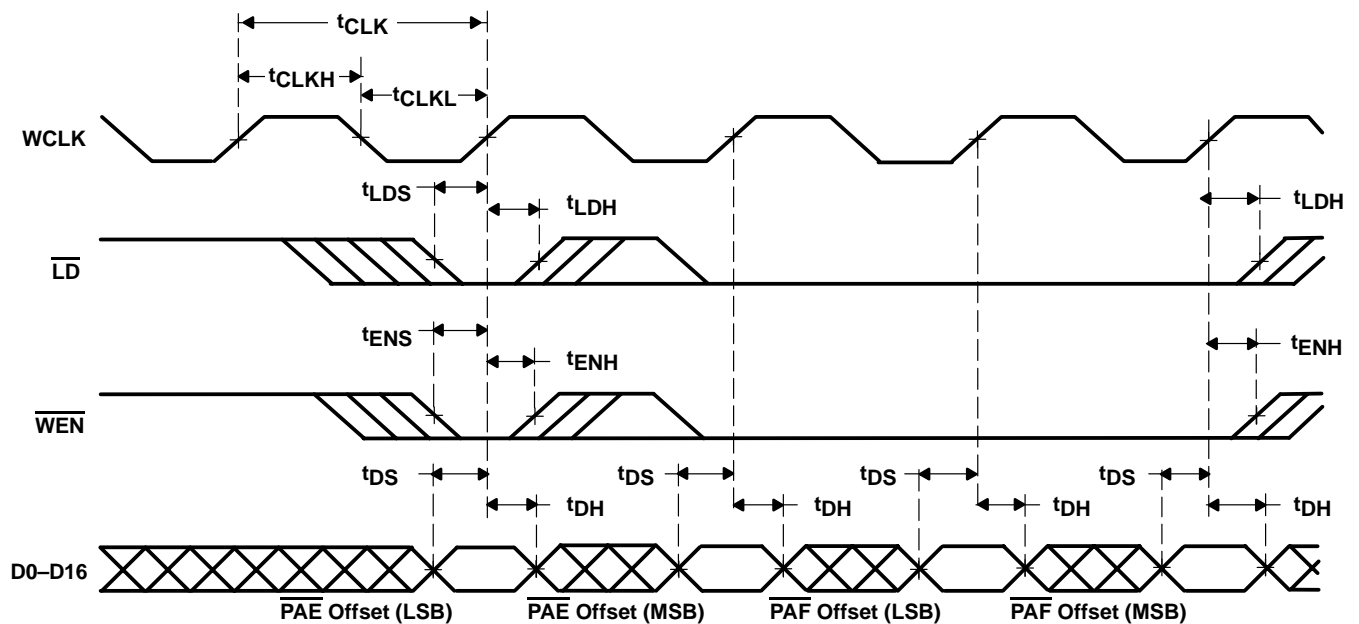 tCLK
tCLKH
tCLKL
WCLK
tLDS
tLDH
tLDH
LD
tENS
tENH
tENH
WEN
tDS
tDS
tDS
tDS
tDH
tDH
tDH
tDH
D0–D16
PAE Offset (LSB)
PAE Offset (MSB)
PAF Offset (LSB)
PAF Offset (MSB)